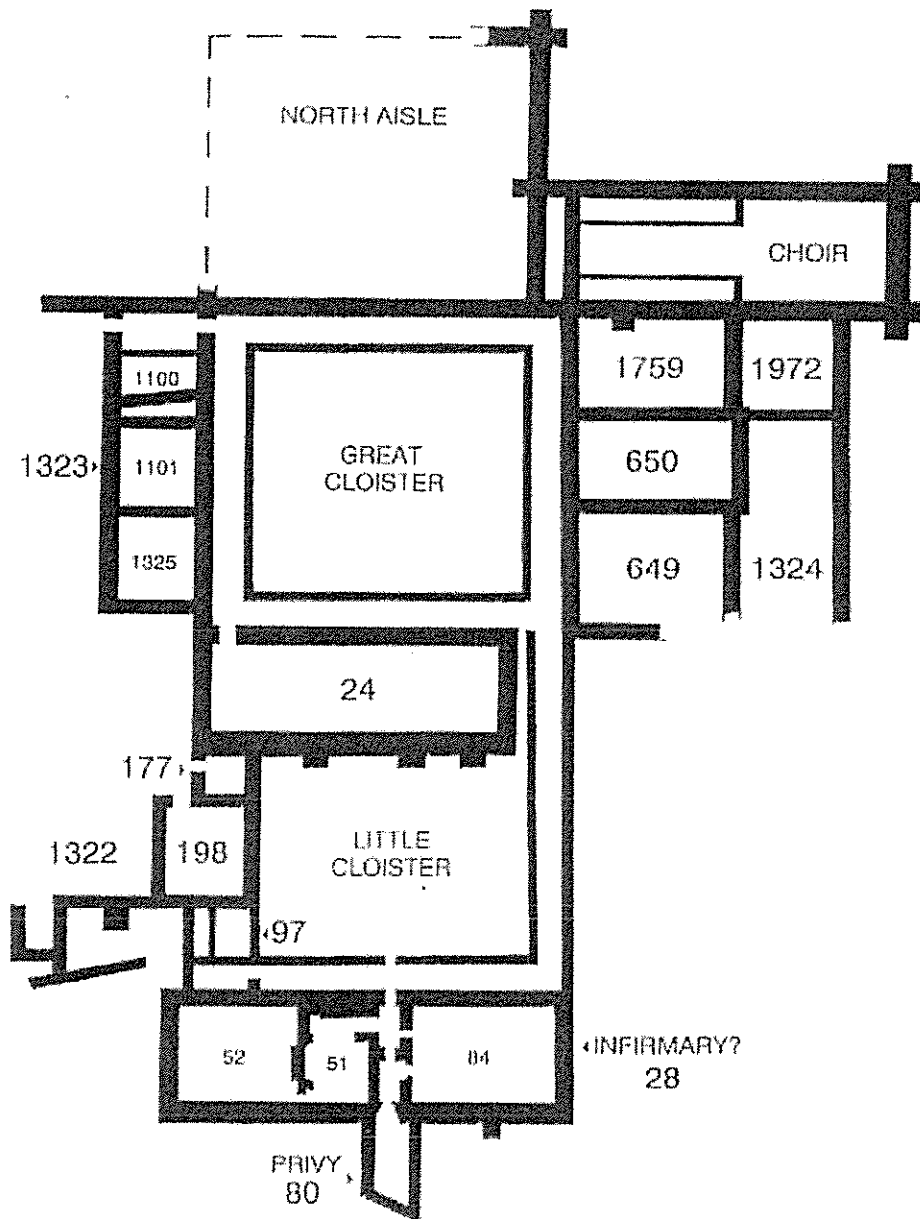 NORTH AISLE
CHOIR
1759
1972
1100
GREAT
CLOISTER
650
1323
1101
1325
649
1324
24
177
1322
198
LITTLE
CLOISTER
97
52
51
84
INFIRMARY?
28
PRIVY
80